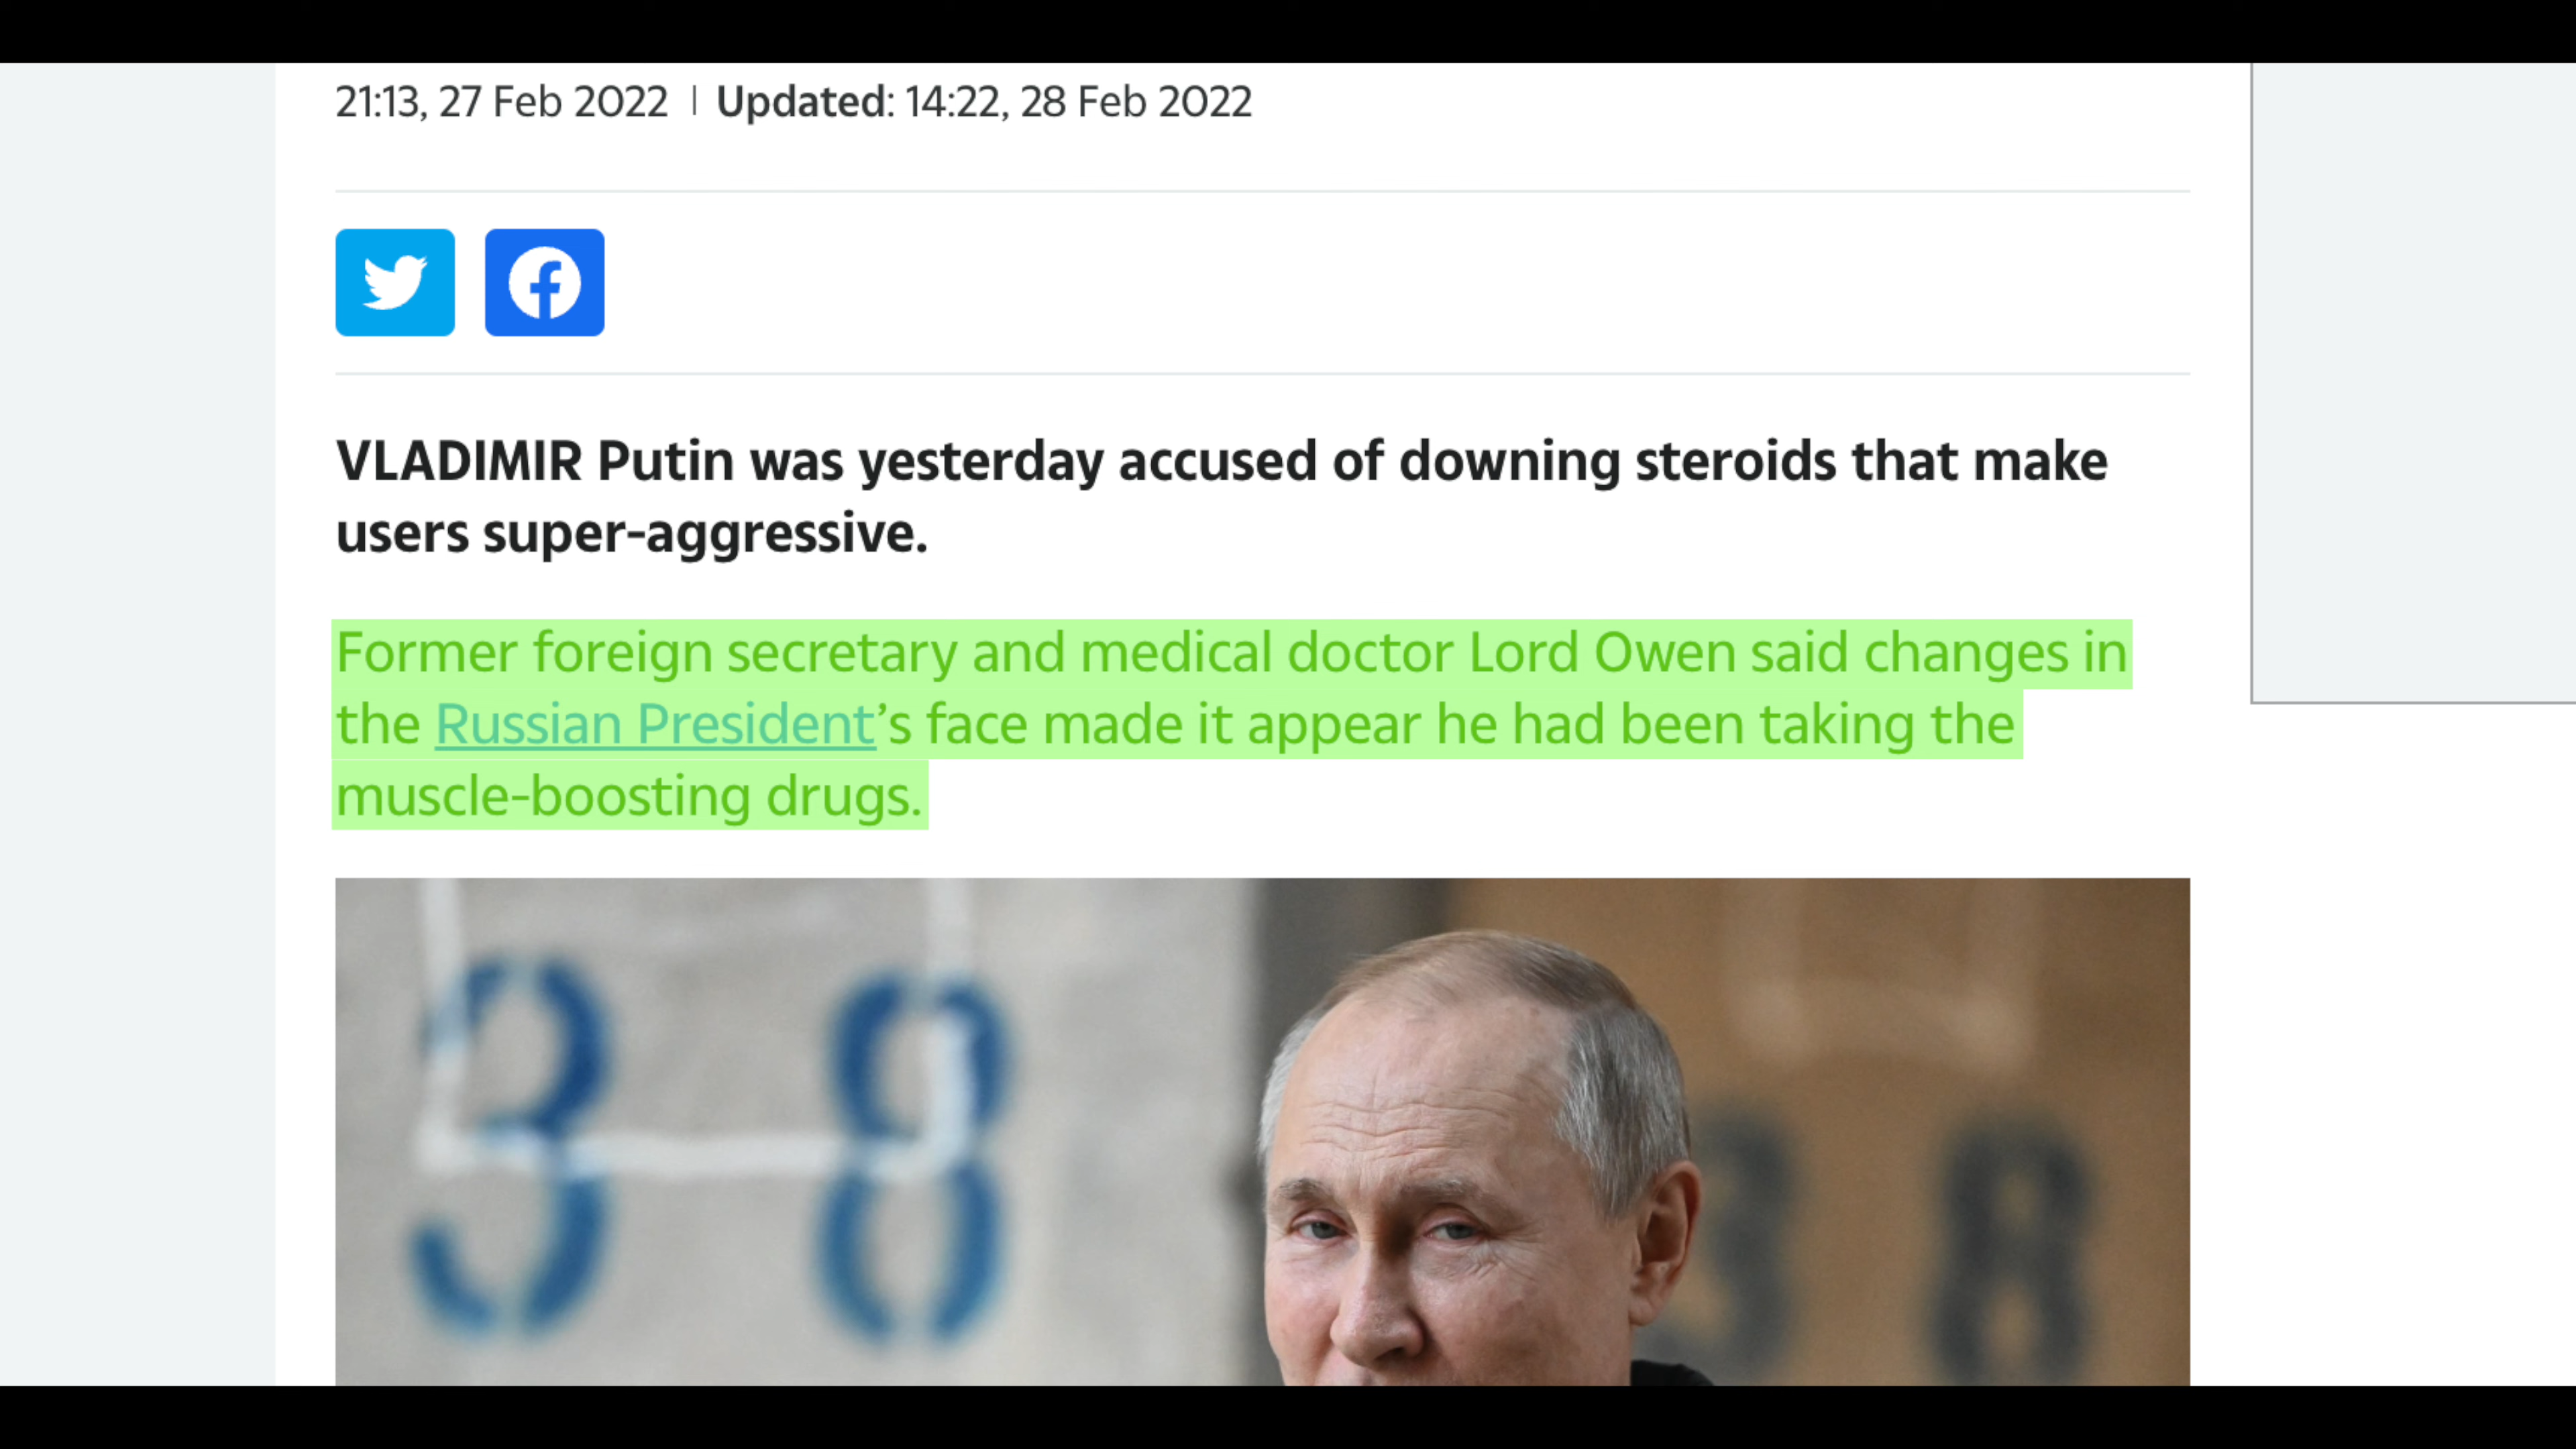 21:13, 27 Feb 2022 | Updated: 14:22, 28 Feb 2022
VLADIMIR Putin was yesterday accused of downing steroids that make
users super-aggressive.
Former foreign secretary and medical doctor Lord Owen said changes in
the Russian President’s face made it appear he had been taking the
muscle-boosting drugs.
38
38